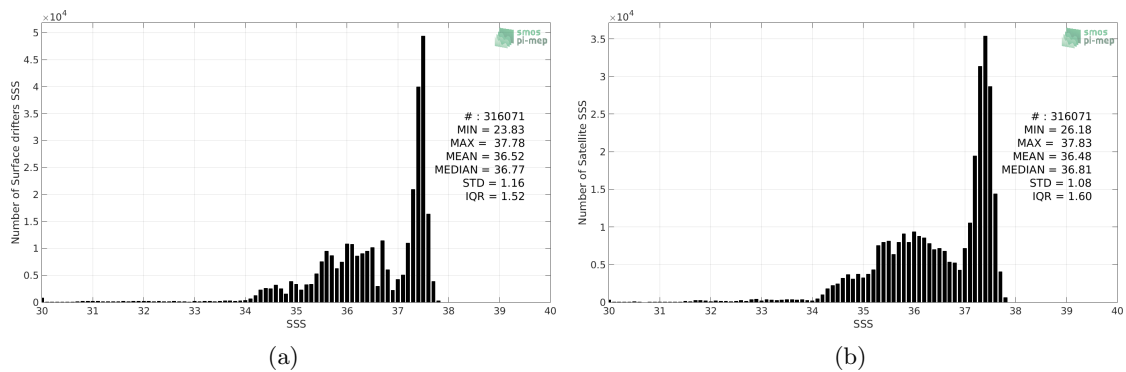 ×10⁴
5
4.5
4
3.5
3
2.5
2
1.5
1
0.5
0
Number of Surface drifters SSS
smos
pi-mep
# : 316071
MIN = 23.83
MAX = 37.78
MEAN = 36.52
MEDIAN = 36.77
STD = 1.16
IQR = 1.52
30 31 32 33 34 35 36 37 38 39 40
SSS
(a)
×10⁴
3.5
3
2.5
2
1.5
1
0.5
0
Number of Satellite SSS
smos
pi-mep
# : 316071
MIN = 26.18
MAX = 37.83
MEAN = 36.48
MEDIAN = 36.81
STD = 1.08
IQR = 1.60
30 31 32 33 34 35 36 37 38 39 40
SSS
(b)